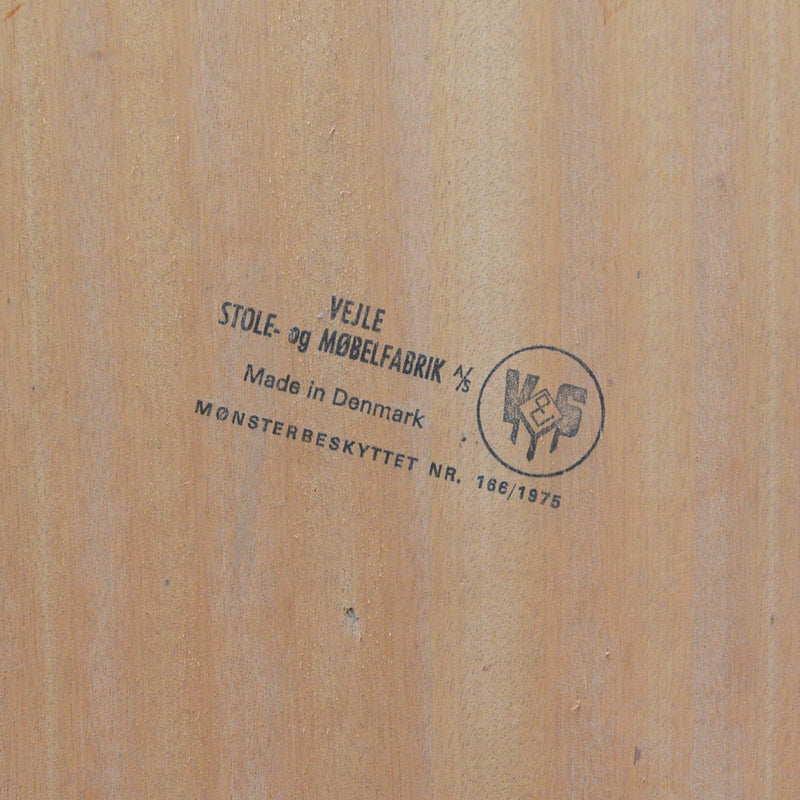 VEJLE
STOLE- og MØBELFABRIK A/S
Made in Denmark
MØNSTERBESKYTTET NR. 166/1975
V&S